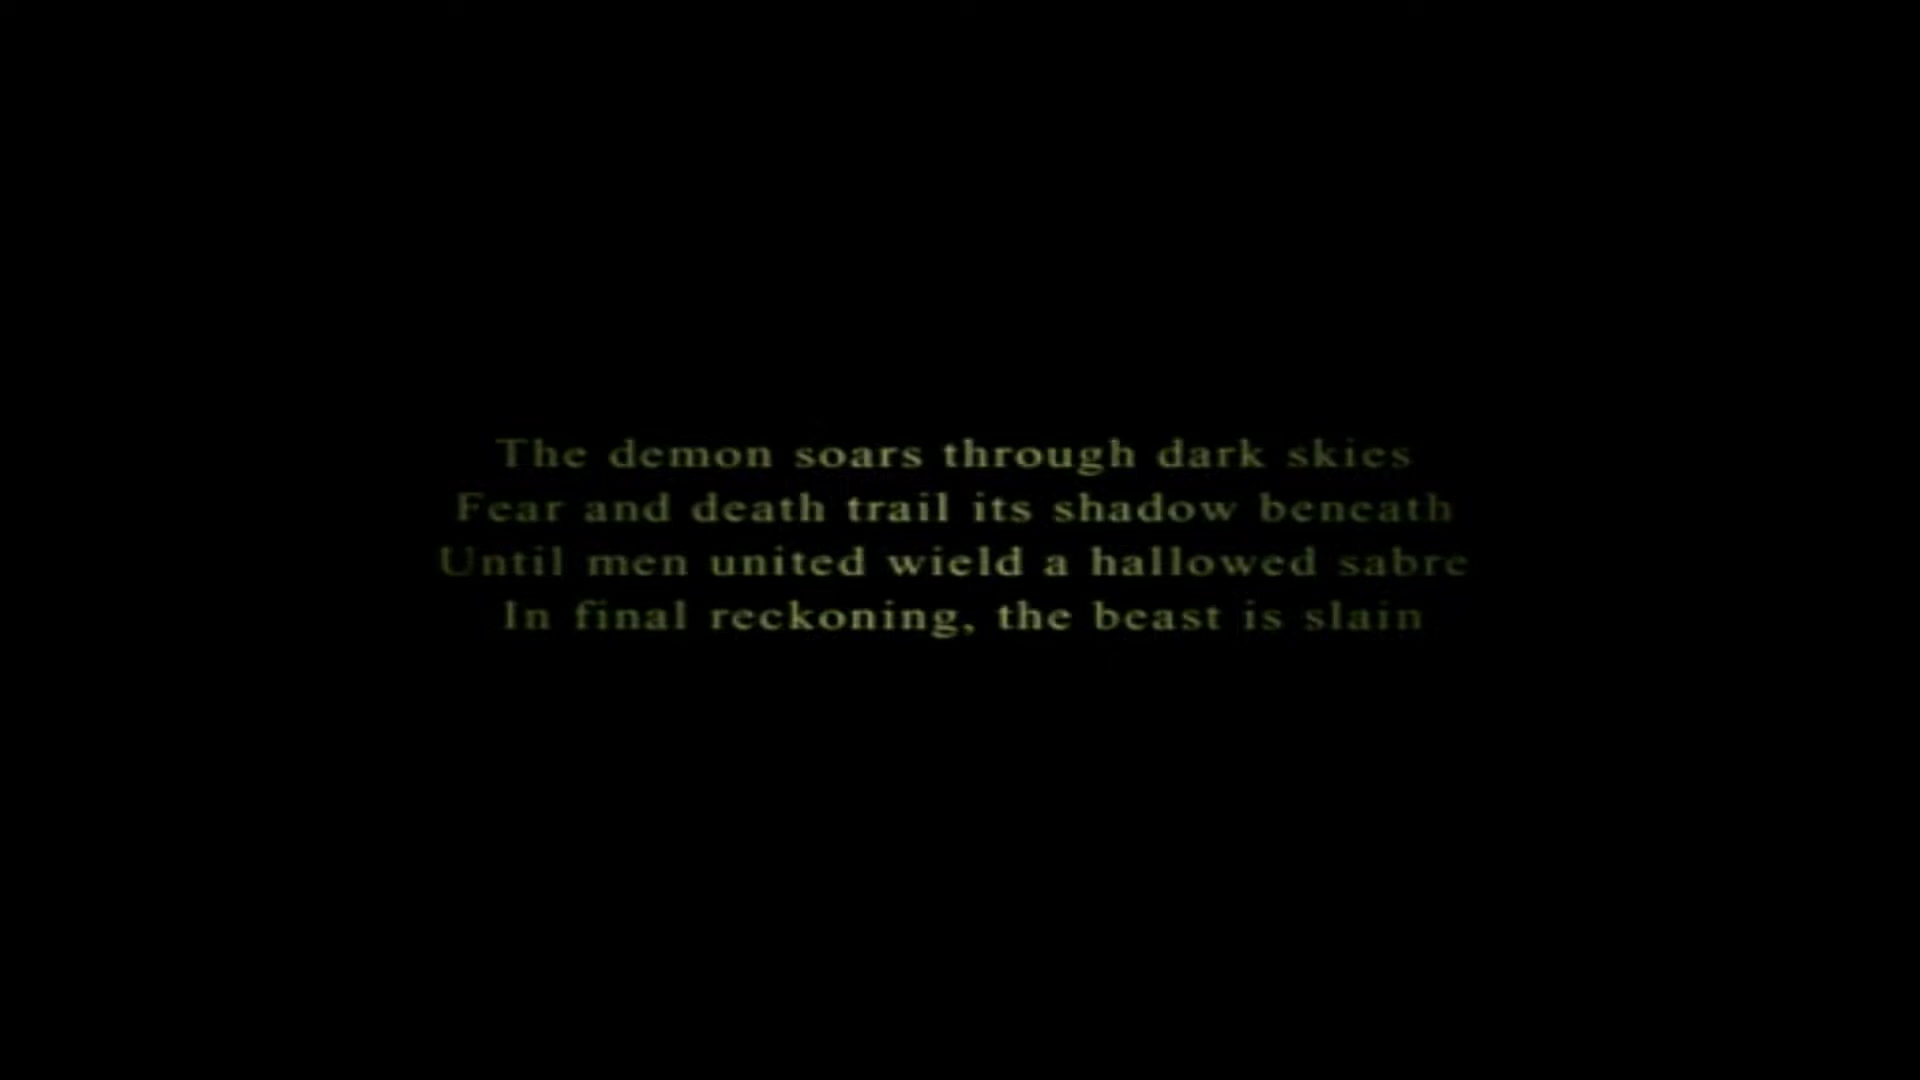 The demon soars through dark skies
Fear and death trail its shadow beneath
Until men united wield a hallowed sabre
In final reckoning, the beast is slain